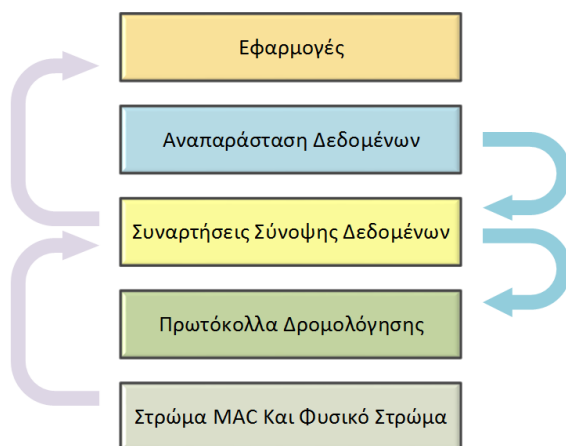 Εφαρμογές
Αναπαράσταση Δεδομένων
Συναρτήσεις Σύνοψης Δεδομένων
Πρωτόκολλα Δρομολόγησης
Στρώμα MAC Και Φυσικό Στρώμα